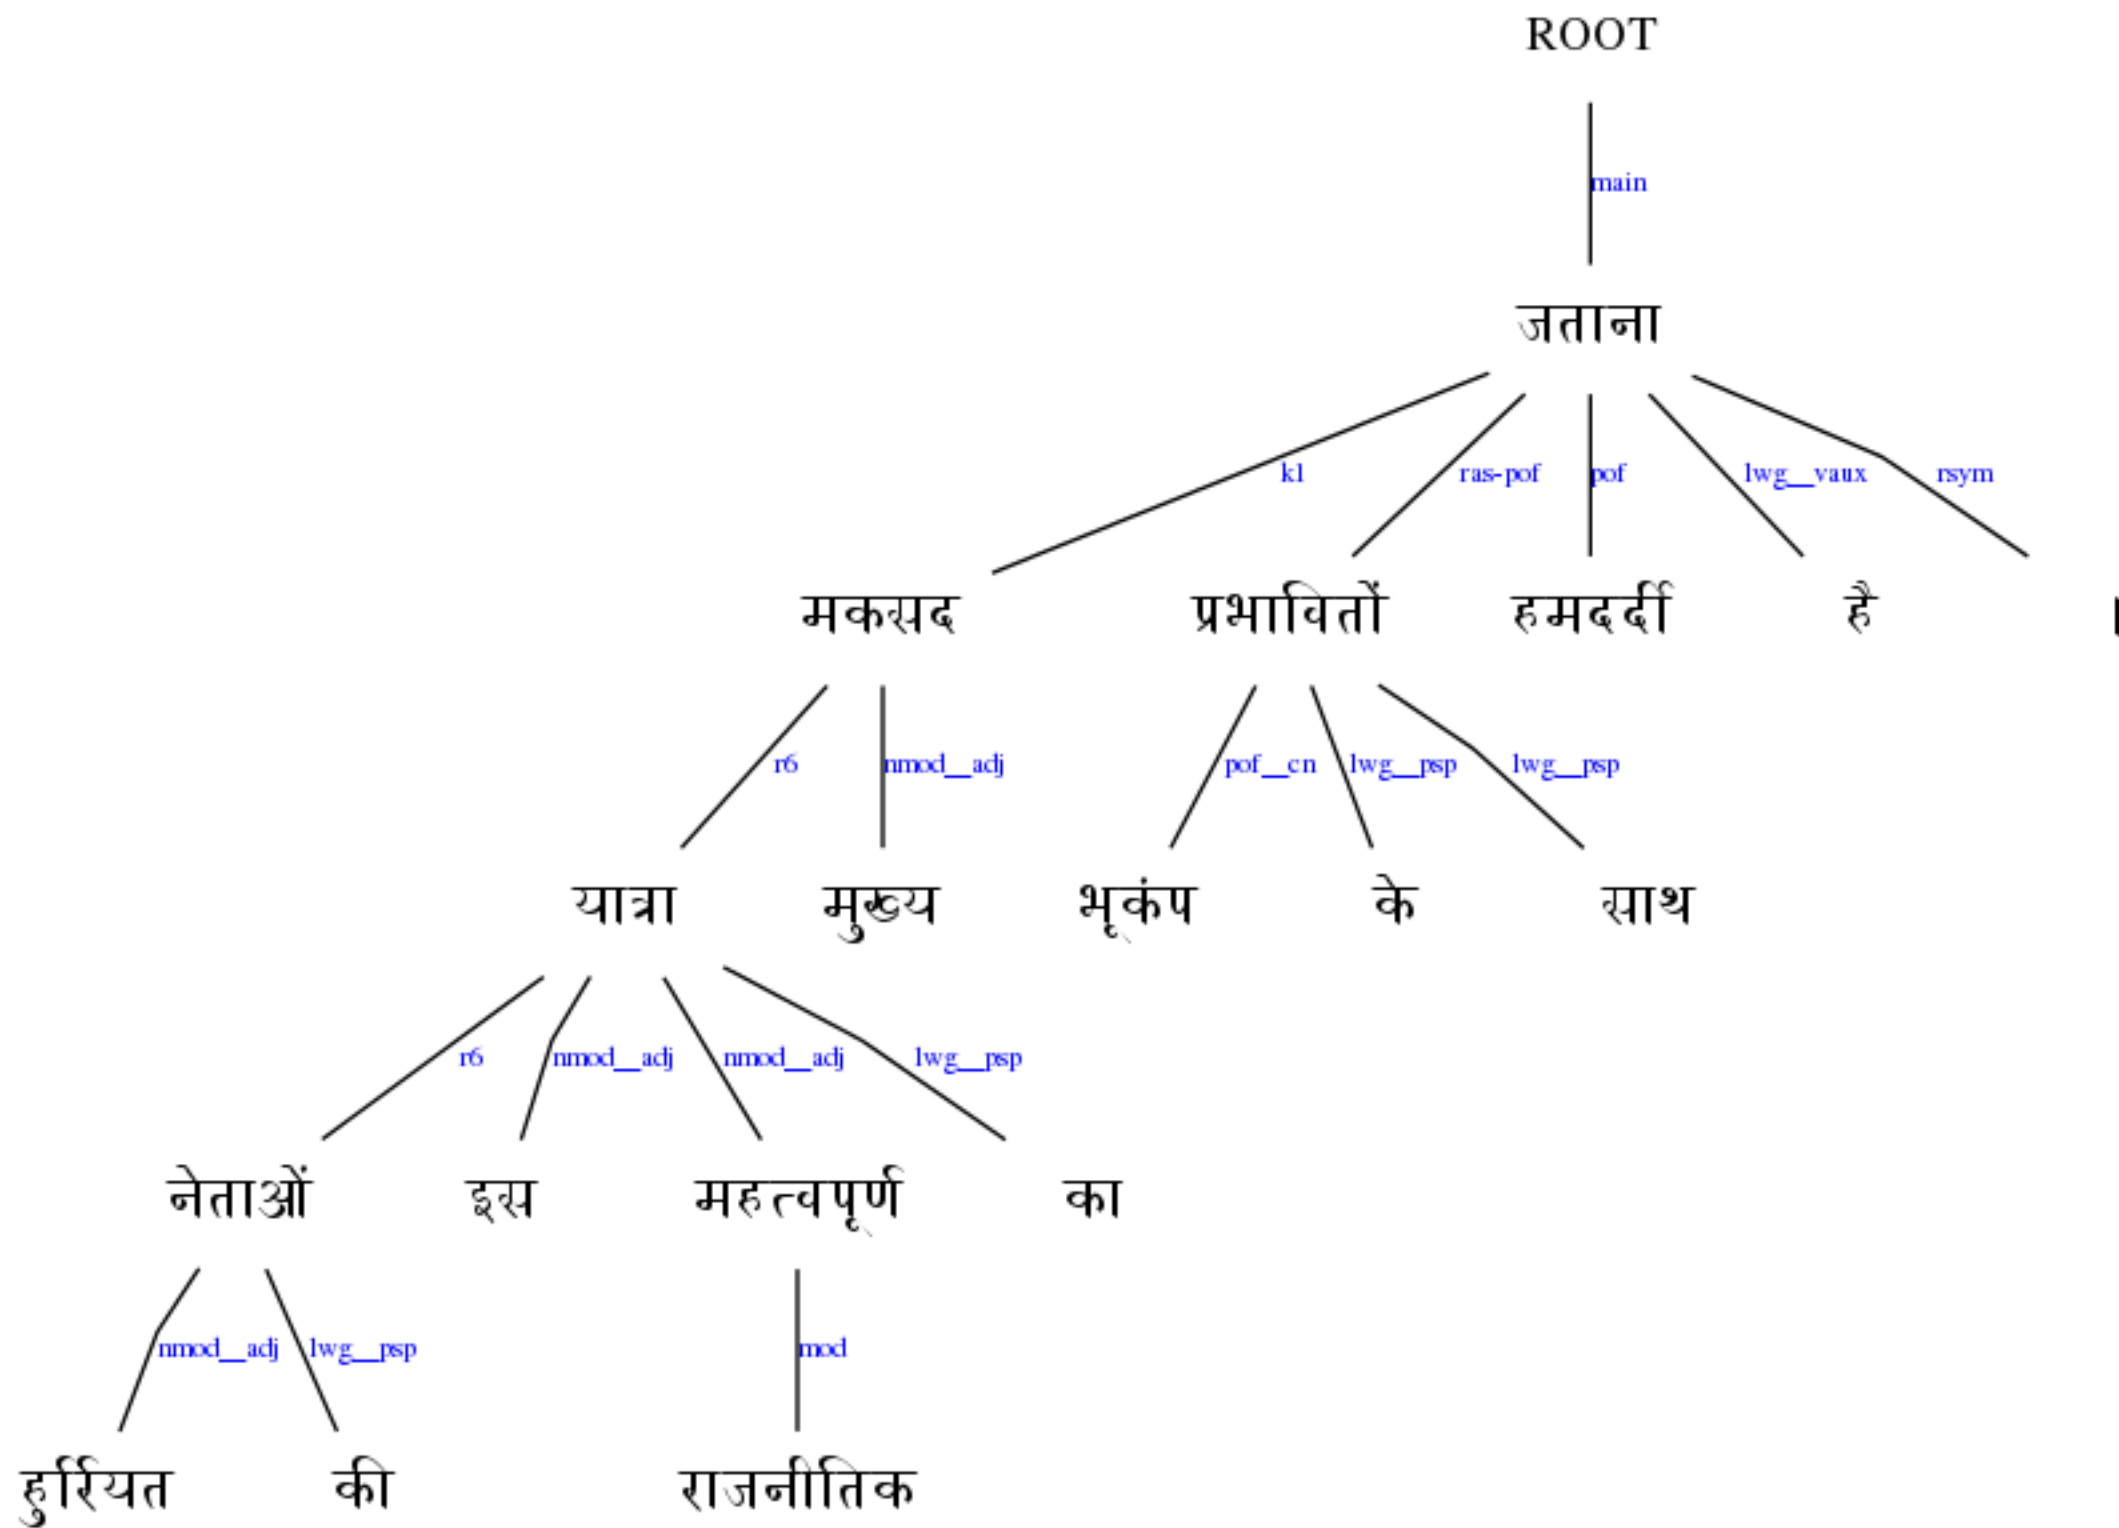 ROOT
main
जताना
k1 ras-pof pof lwg__vaux rsym
मकसद प्रभावितों हमदर्दी है ।
r6 nmod__adj pof__cn lwg__psp lwg__psp
यात्रा मुख्य भूकंप के साथ
r6 nmod__adj nmod__adj lwg__psp
नेताओं इस महत्वपूर्ण का
nmod__adj lwg__psp mod
हुर्रियत की राजनीतिक